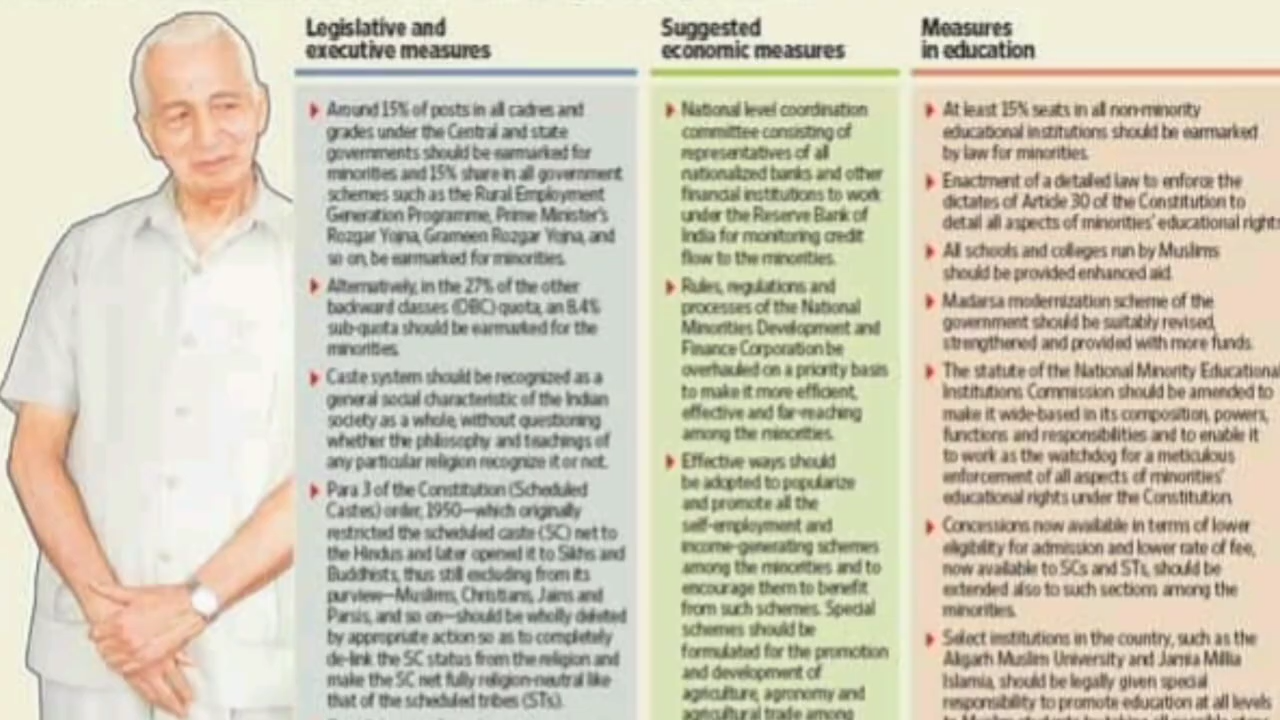 Legislative and
executive measures
Around 15% of posts in all cadres and
grades under the Central and state
governments should be earmarked for
minorities and 15% share in all government
schemes such as the Rural Employment
Generation Programme, Prime Minister's
Rozgar Yojna, Grameen Rozgar Yojna, and
so on, be earmarked for minorities.
Alternatively, in the 27% of the other
backward classes (OBC) quota, an 8.4%
sub-quota should be earmarked for the
minorities.
Caste system should be recognized as a
general social characteristic of the Indian
society as a whole, without questioning
whether the philosophy and teachings of
any particular religion recognize it or not.
Para 3 of the Constitution (Scheduled
Castes) order, 1950—which originally
restricted the scheduled caste (SC) net to
the Hindus and later opened it to Sikhs and
Buddhists, thus still excluding from its
purview—Muslims, Christians, Jains and
Parsis, and so on—should be wholly deleted
by appropriate action so as to completely
de-link the SC status from the religion and
make the SC net fully religion-neutral like
that of the scheduled tribes (STs).
Suggested
economic measures
National level coordination
committee consisting of
representatives of all
nationalized banks and other
financial institutions to work
under the Reserve Bank of
India for monitoring credit
flow to the minorities.
Rules, regulations and
processes of the National
Minorities Development and
Finance Corporation be
overhauled on a priority basis
to make it more efficient,
effective and far-reaching
among the minorities.
Effective ways should
be adopted to popularize
and promote all the
self-employment and
income-generating schemes
among the minorities and to
encourage them to benefit
from such schemes. Special
schemes should be
formulated for the promotion
and development of
agriculture, agronomy and
agricultural trade among
Measures
in education
At least 15% seats in all non-minority
educational institutions should be earmarked
by law for minorities.
Enactment of a detailed law to enforce the
dictates of Article 30 of the Constitution to
detail all aspects of minorities' educational rights
All schools and colleges run by Muslims
should be provided enhanced aid.
Madarsa modernization scheme of the
government should be suitably revised,
strengthened and provided with more funds.
The statute of the National Minority Educational
Institutions Commission should be amended to
make it wide-based in its composition, powers,
functions and responsibilities and to enable it
to work as the watchdog for a meticulous
enforcement of all aspects of minorities'
educational rights under the Constitution.
Concessions now available in terms of lower
eligibility for admission and lower rate of fee,
now available to SCs and STs, should be
extended also to such sections among the
minorities.
Select institutions in the country, such as the
Aligarh Muslim University and Jamia Millia
Islamia, should be legally given special
responsibility to promote education at all levels